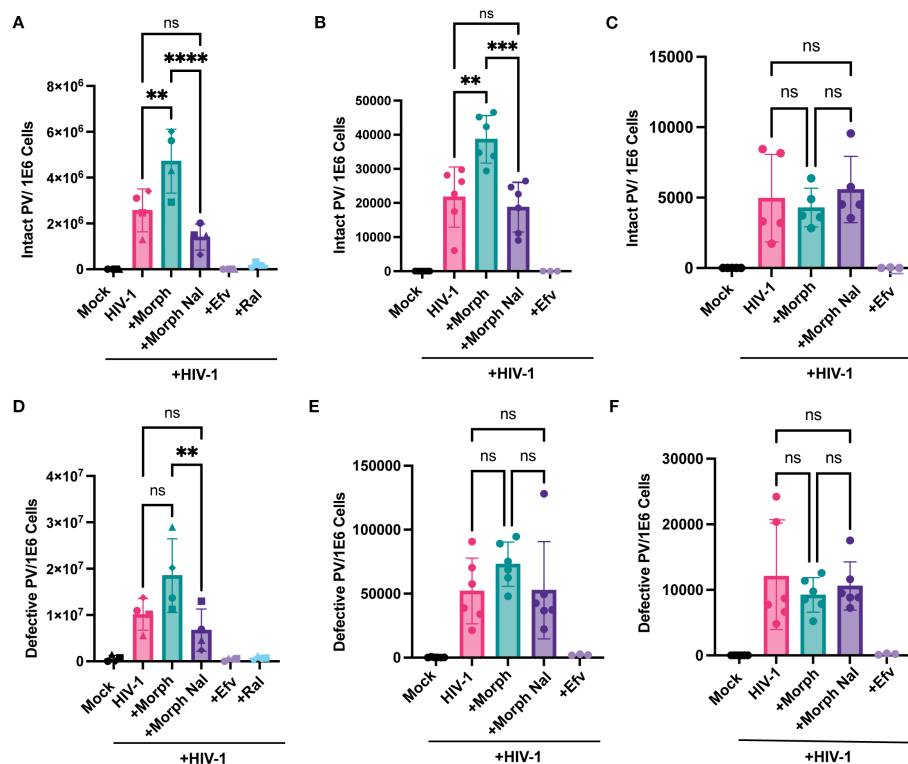 A
ns
****
**
8×10⁶
6×10⁶
4×10⁶
2×10⁶
0
Intact PV/ 1E6 Cells
Mock
HIV-1
+Morph
+Morph Nal
+Efv
+Ral
+HIV-1
B
ns
***
**
50000
40000
30000
20000
10000
0
Intact PV/ 1E6 Cells
Mock
HIV-1
+Morph
+Morph Nal
+Efv
+HIV-1
C
ns
ns
ns
15000
10000
5000
0
Intact PV/ 1E6 Cells
Mock
HIV-1
+Morph
+Morph Nal
+Efv
+HIV-1
D
ns
**
ns
4×10⁷
3×10⁷
2×10⁷
1×10⁷
0
Defective PV/1E6 Cells
Mock
HIV-1
+Morph
+Morph Nal
+Efv
+Ral
+HIV-1
E
ns
ns
ns
150000
100000
50000
0
Defective PV/1E6 Cells
Mock
HIV-1
+Morph
+Morph Nal
+Efv
+HIV-1
F
ns
ns
ns
30000
20000
10000
0
Defective PV/1E6 Cells
Mock
HIV-1
+Morph
+Morph Nal
+Efv
+HIV-1